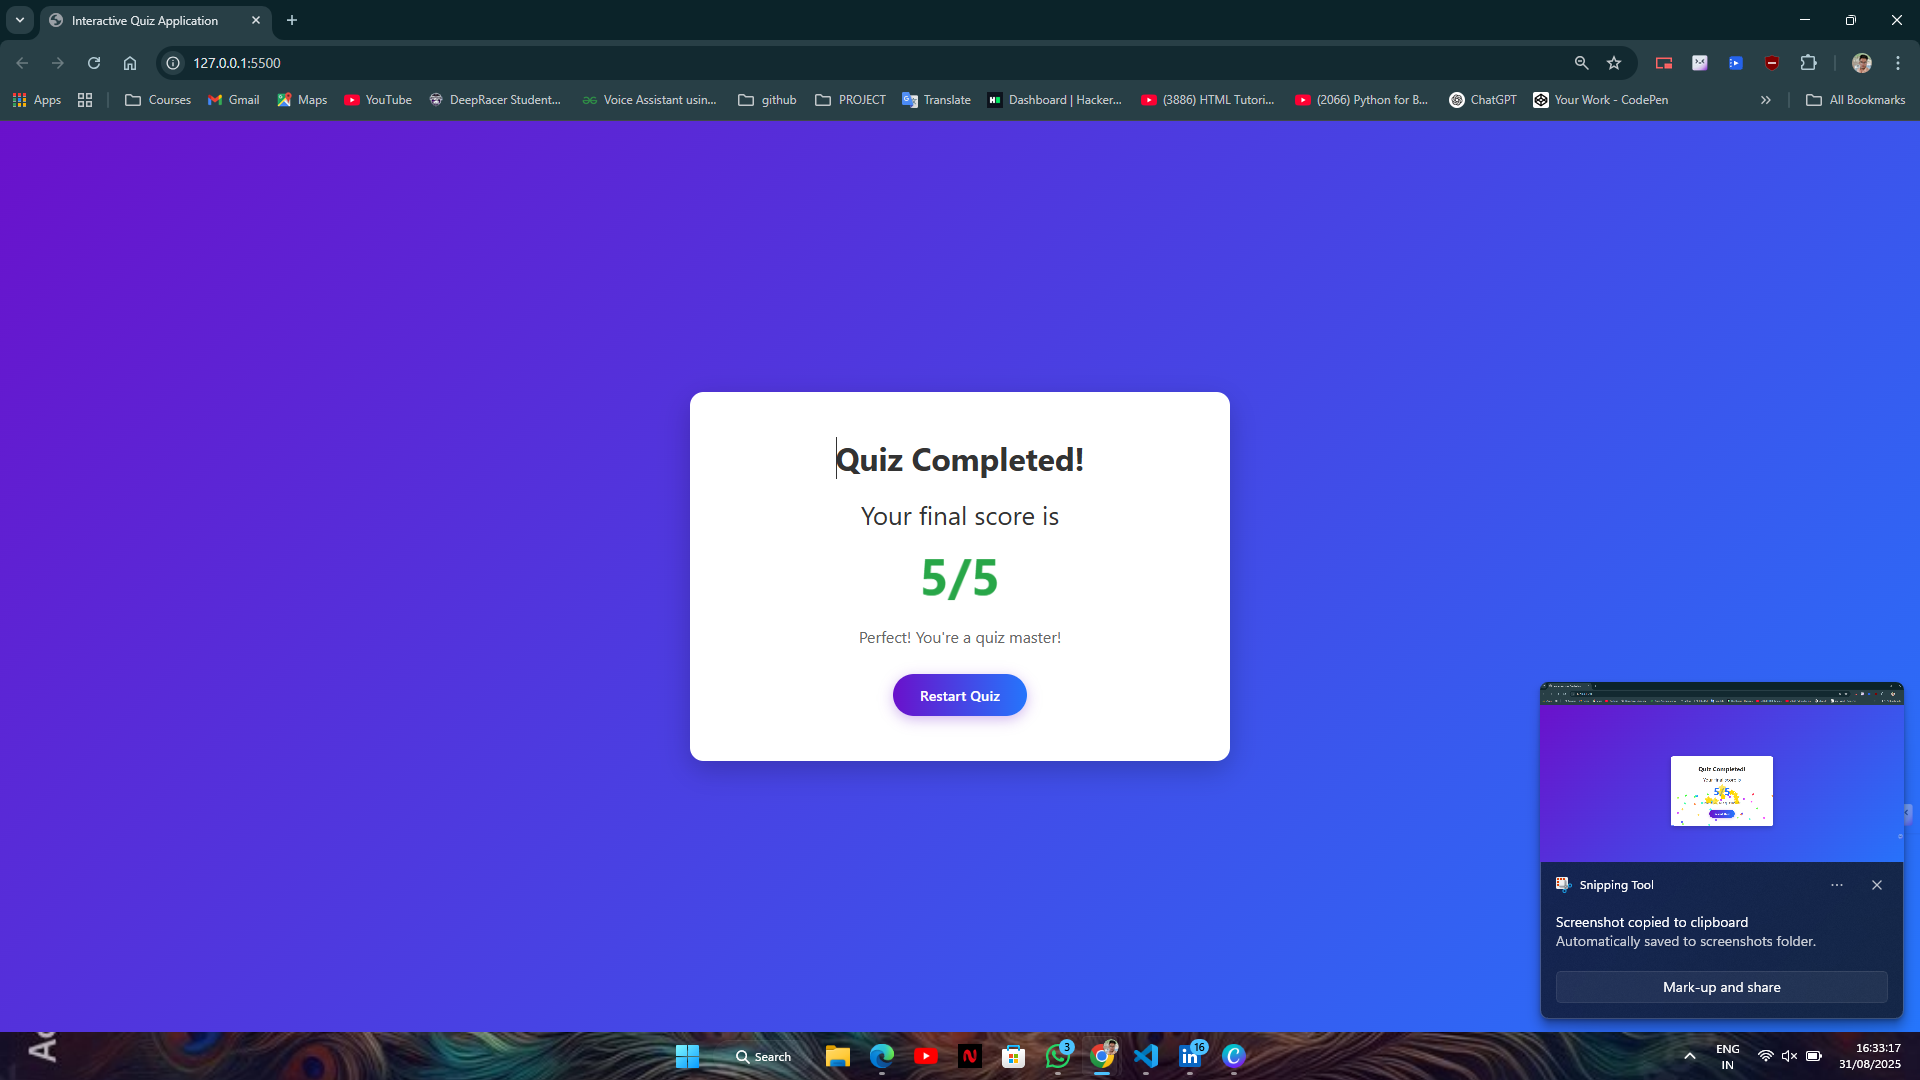 Interactive Quiz Application
127.0.0.1:5500
Apps
Courses
Gmail
Maps
YouTube
DeepRacer Student...
Voice Assistant usin...
github
PROJECT
Translate
Dashboard | Hacker...
(3886) HTML Tutori...
(2066) Python for B...
ChatGPT
Your Work - CodePen
All Bookmarks
Quiz Completed!
Your final score is
5/5
Perfect! You're a quiz master!
Restart Quiz
Quiz Completed!
Snipping Tool
Screenshot copied to clipboard
Automatically saved to screenshots folder.
Mark-up and share
Search
3
16
ENG
IN
16:33:17
31/08/2025